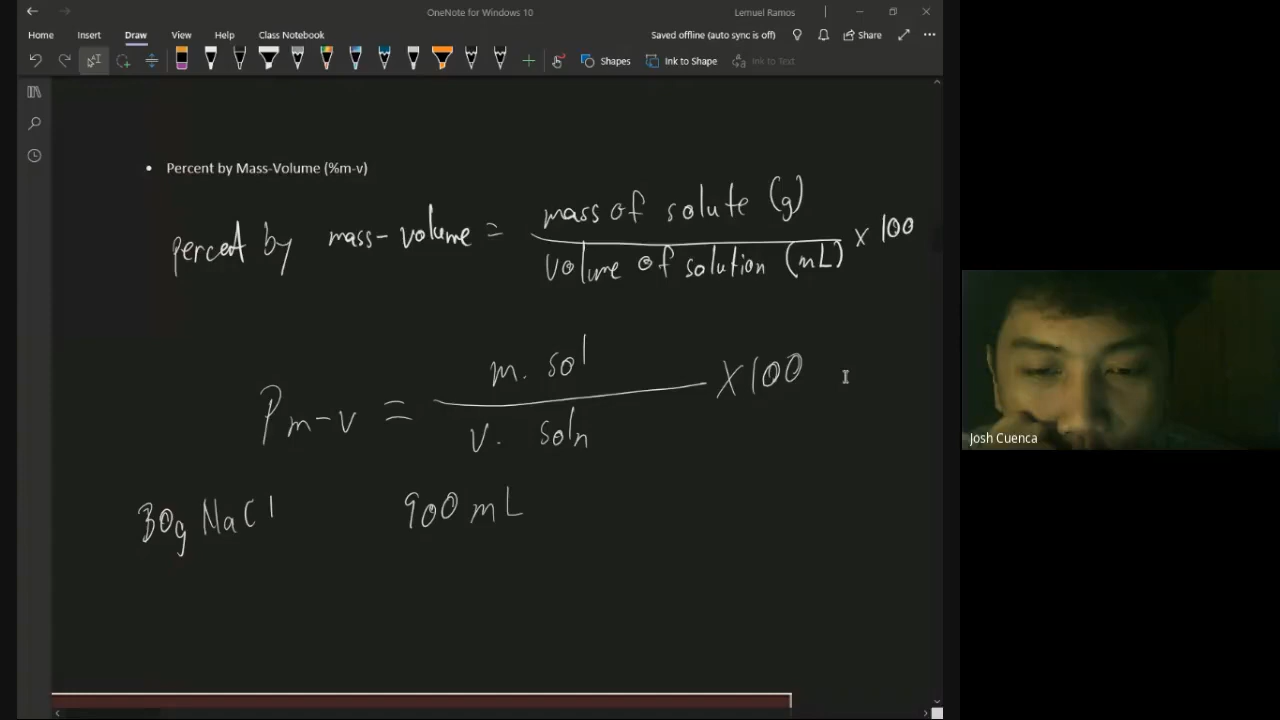 OneNote for Windows 10
Lemuel Ramos
Home Insert Draw View Help Class Notebook
Saved offline (auto sync is off) Share
Shapes Ink to Shape Ink to Text
• Percent by Mass-Volume (%m-v)
percent by mass-volume = mass of solute (g)
volume of solution (mL) x 100
Pm-v = m. sol
v. soln X100
30g NaCl 900 mL
Josh Cuenca